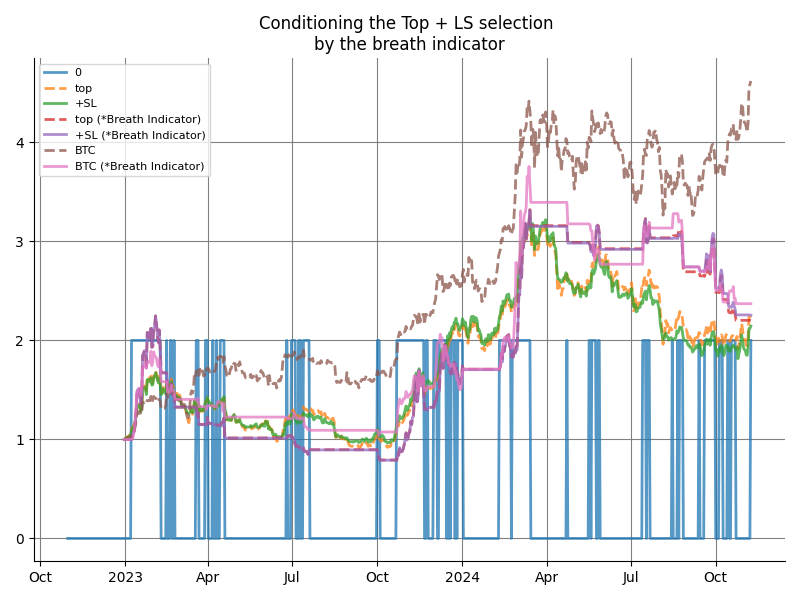 Conditioning the Top + LS selection
by the breath indicator
0
top
+SL
top (*Breath Indicator)
+SL (*Breath Indicator)
BTC
BTC (*Breath Indicator)
4
3
2
1
0
Oct
2023
Apr
Jul
Oct
2024
Apr
Jul
Oct